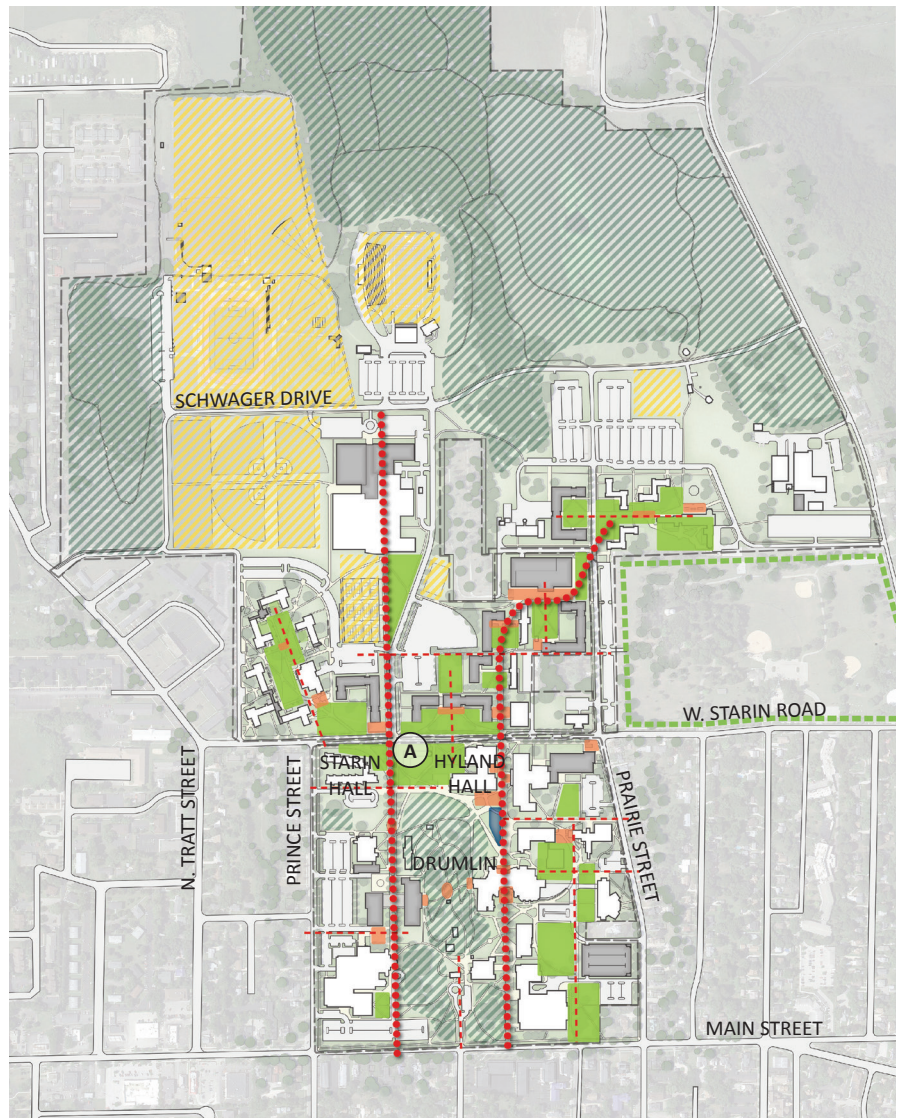 SCHWAGER DRIVE
W. STARIN ROAD
A
STARIN
HALL
HYLAND
HALL
N. TRATT STREET
PRINCE STREET
PRAIRIE STREET
DRUMLIN
MAIN STREET